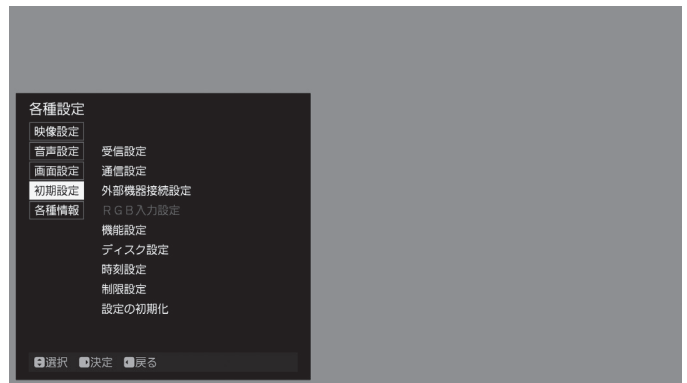 各種設定
映像設定
音声設定 受信設定
画面設定 通信設定
初期設定 外部機器接続設定
各種情報 RGB入力設定
機能設定
ディスク設定
時刻設定
制限設定
設定の初期化
選択 決定 戻る